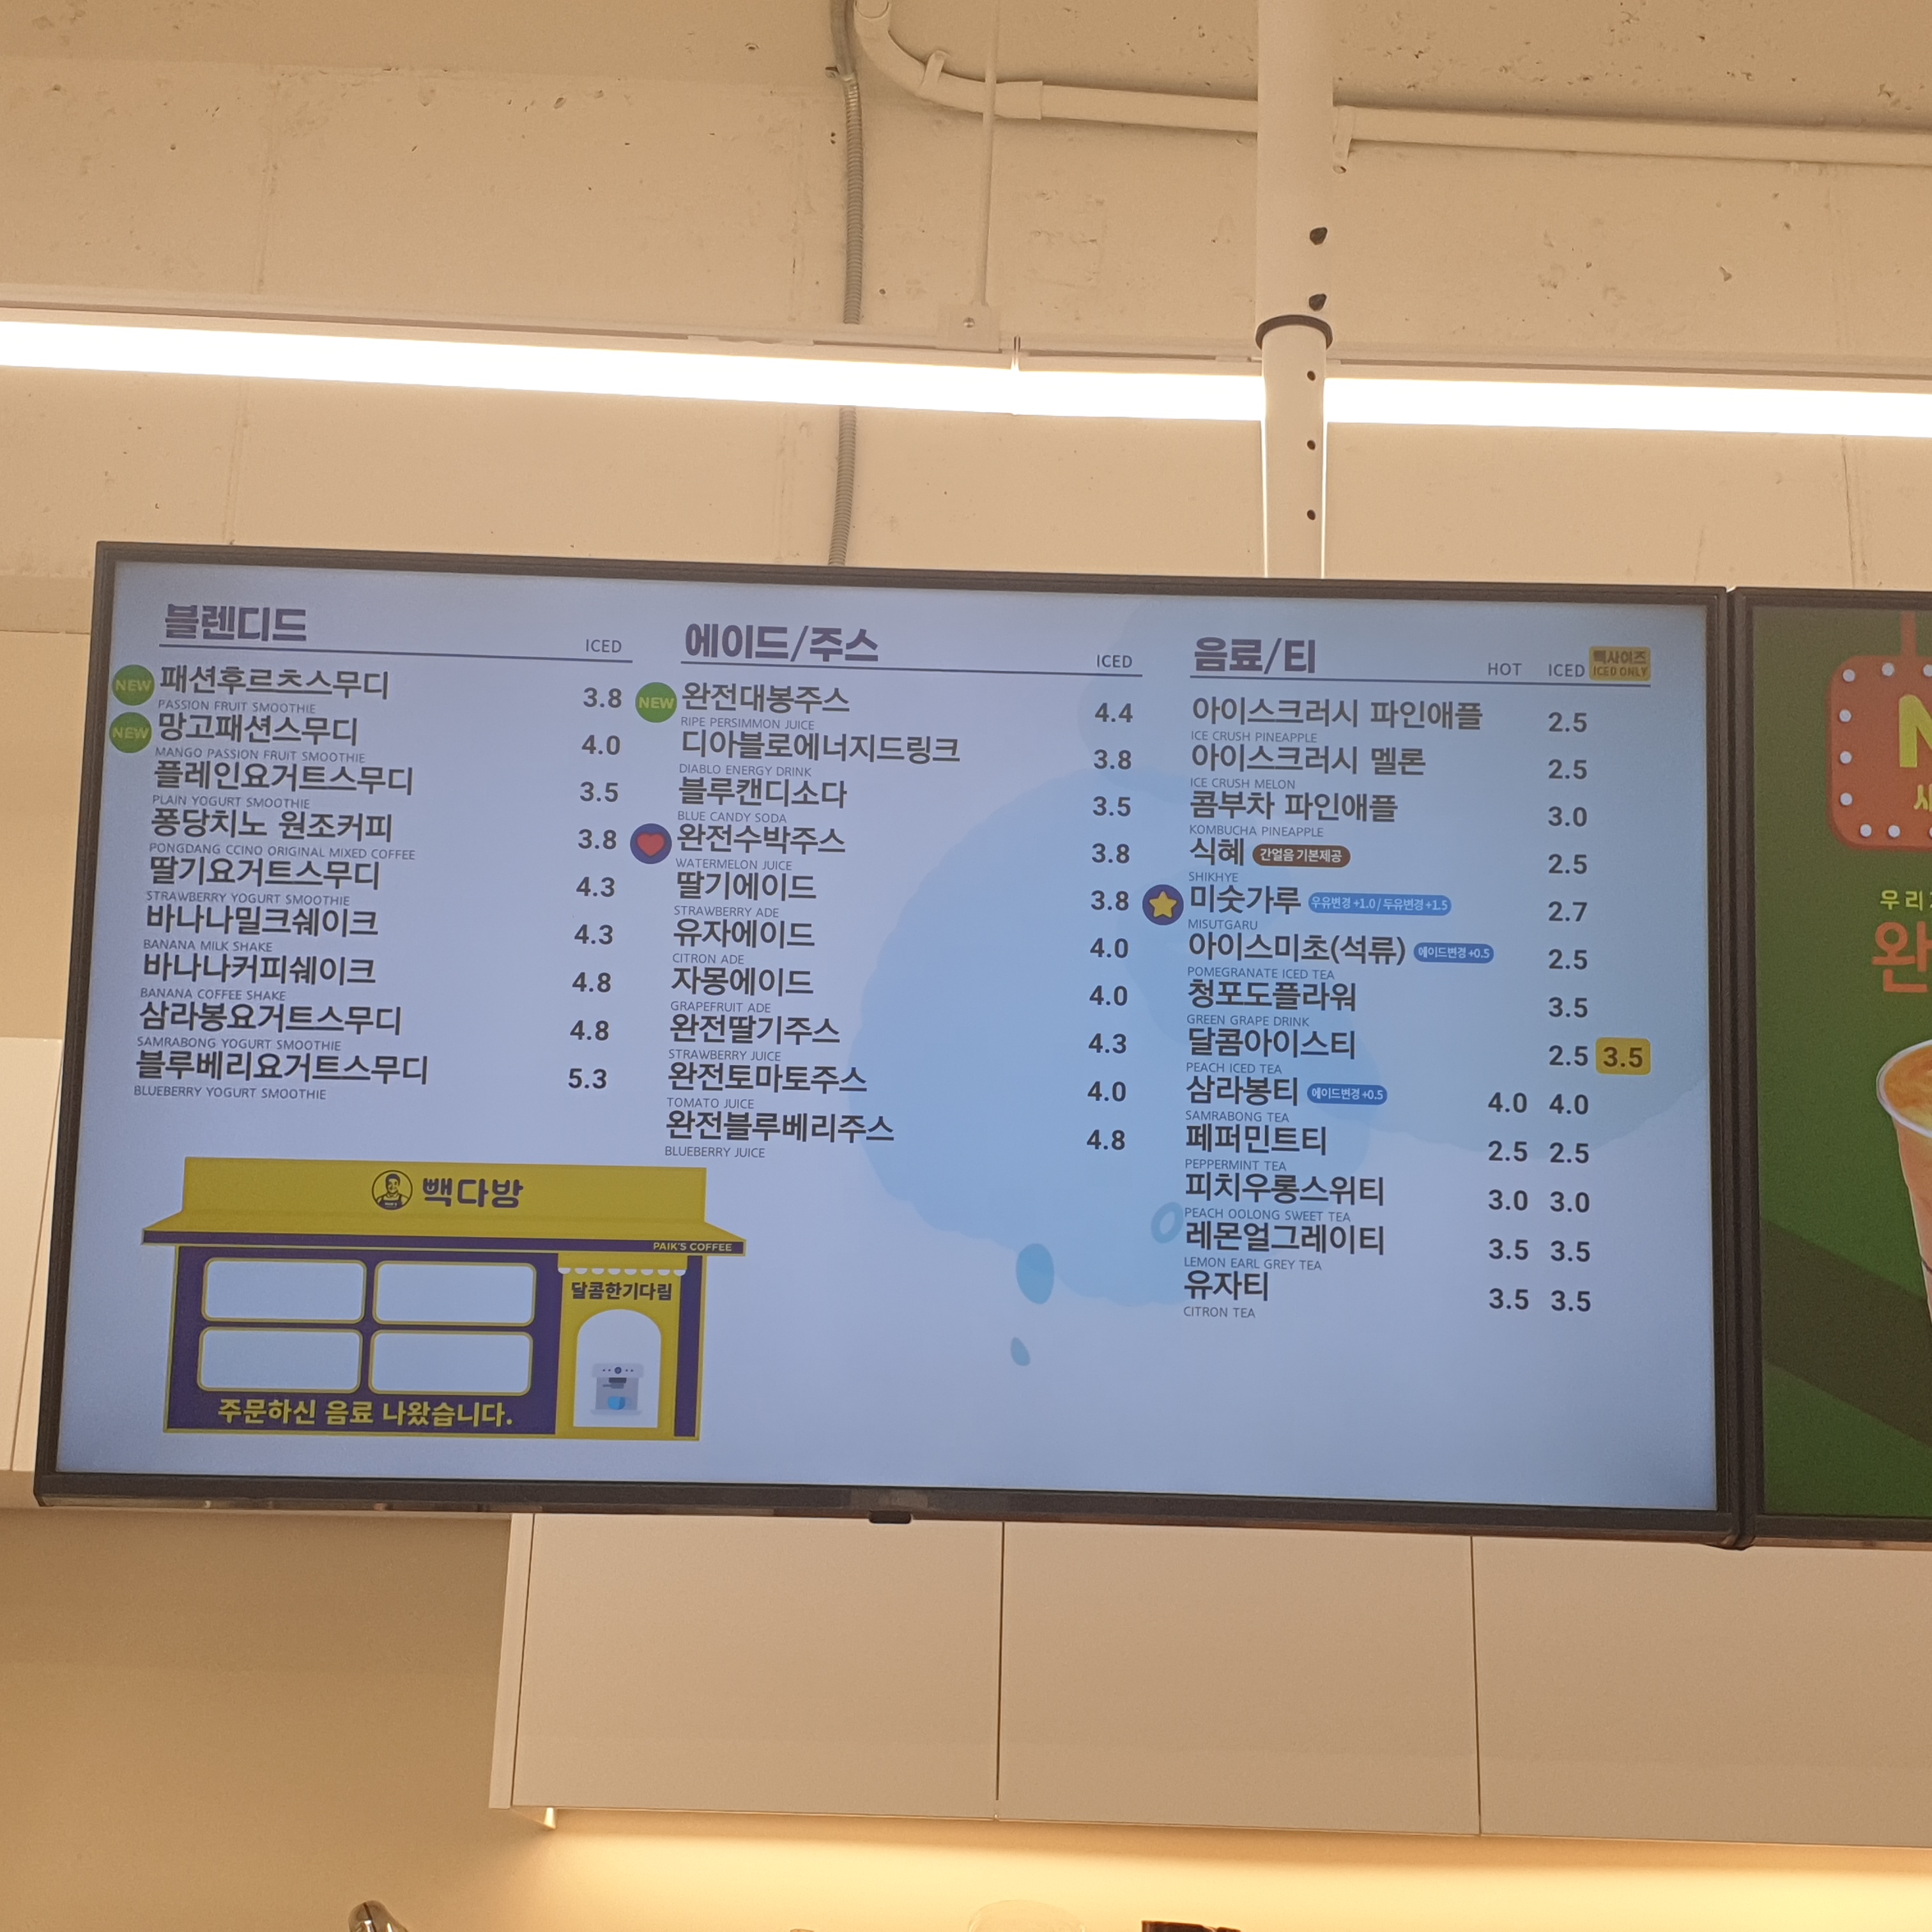 블렌디드
ICED
NEW 패션후르츠스무디 3.8
PASSION FRUIT SMOOTHIE
NEW 망고패션스무디 4.0
MANGO PASSION FRUIT SMOOTHIE
플레인요거트스무디 3.5
PLAIN YOGURT SMOOTHIE
퐁당치노 원조커피 3.8
PONGDANG CCINO ORIGINAL MIXED COFFEE
딸기요거트스무디 4.3
STRAWBERRY YOGURT SMOOTHIE
바나나밀크쉐이크 4.3
BANANA MILK SHAKE
바나나커피쉐이크 4.8
BANANA COFFEE SHAKE
삼라봉요거트스무디 4.8
SAMRABONG YOGURT SMOOTHIE
블루베리요거트스무디 5.3
BLUEBERRY YOGURT SMOOTHIE
빽다방
PAIK'S COFFEE
달콤한기다림
주문하신 음료 나왔습니다.
에이드/주스
ICED
NEW 완전대봉주스 4.4
RIPE PERSIMMON JUICE
디아블로에너지드링크 3.8
DIABLO ENERGY DRINK
블루캔디소다 3.5
BLUE CANDY SODA
완전수박주스 3.8
WATERMELON JUICE
딸기에이드 3.8
STRAWBERRY ADE
유자에이드 4.0
CITRON ADE
자몽에이드 4.0
GRAPEFRUIT ADE
완전딸기주스 4.3
STRAWBERRY JUICE
완전토마토주스 4.0
TOMATO JUICE
완전블루베리주스 4.8
BLUEBERRY JUICE
음료/티
HOT ICED 빽사이즈 ICED ONLY
아이스크러시 파인애플 2.5
ICE CRUSH PINEAPPLE
아이스크러시 멜론 2.5
ICE CRUSH MELON
콤부차 파인애플 3.0
KOMBUCHA PINEAPPLE
식혜 간얼음 기본제공 2.5
SHIKHYE
미숫가루 우유변경 +1.0 / 두유변경 +1.5 2.7
MISUTGARU
아이스미초(석류) 에이드변경 +0.5 2.5
POMEGRANATE ICED TEA
청포도플라워 3.5
GREEN GRAPE DRINK
달콤아이스티 2.5 3.5
PEACH ICED TEA
삼라봉티 에이드변경 +0.5 4.0 4.0
SAMRABONG TEA
페퍼민트티 2.5 2.5
PEPPERMINT TEA
피치우롱스위티 3.0 3.0
PEACH OOLONG SWEET TEA
레몬얼그레이티 3.5 3.5
LEMON EARL GREY TEA
유자티 3.5 3.5
CITRON TEA